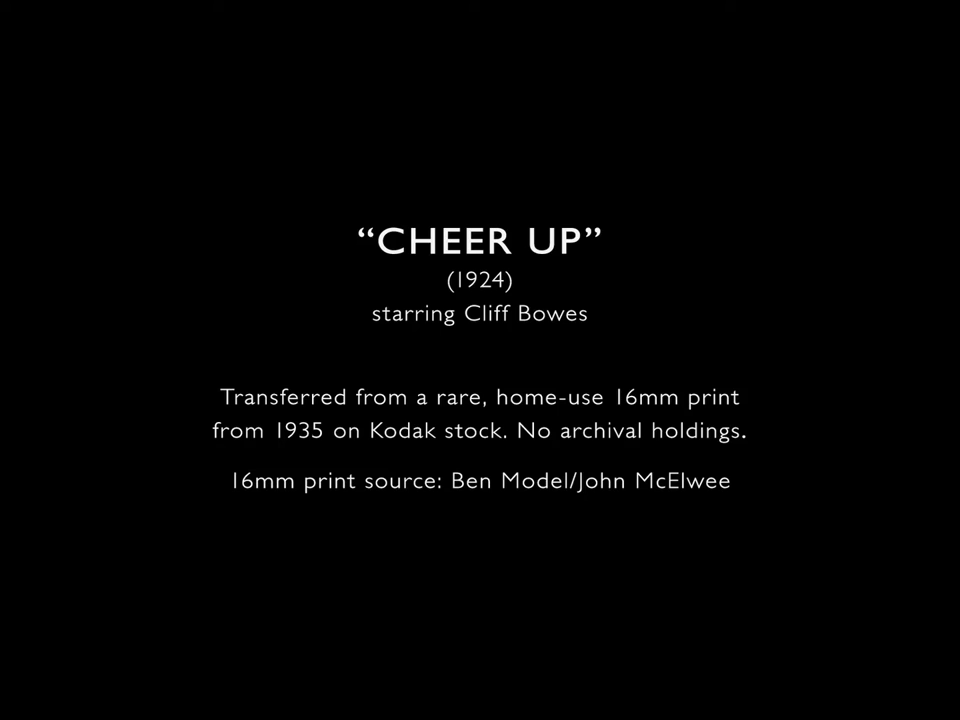 “CHEER UP”
(1924)
starring Cliff Bowes
Transferred from a rare, home-use 16mm print
from 1935 on Kodak stock. No archival holdings.
16mm print source: Ben Model/John McElwee